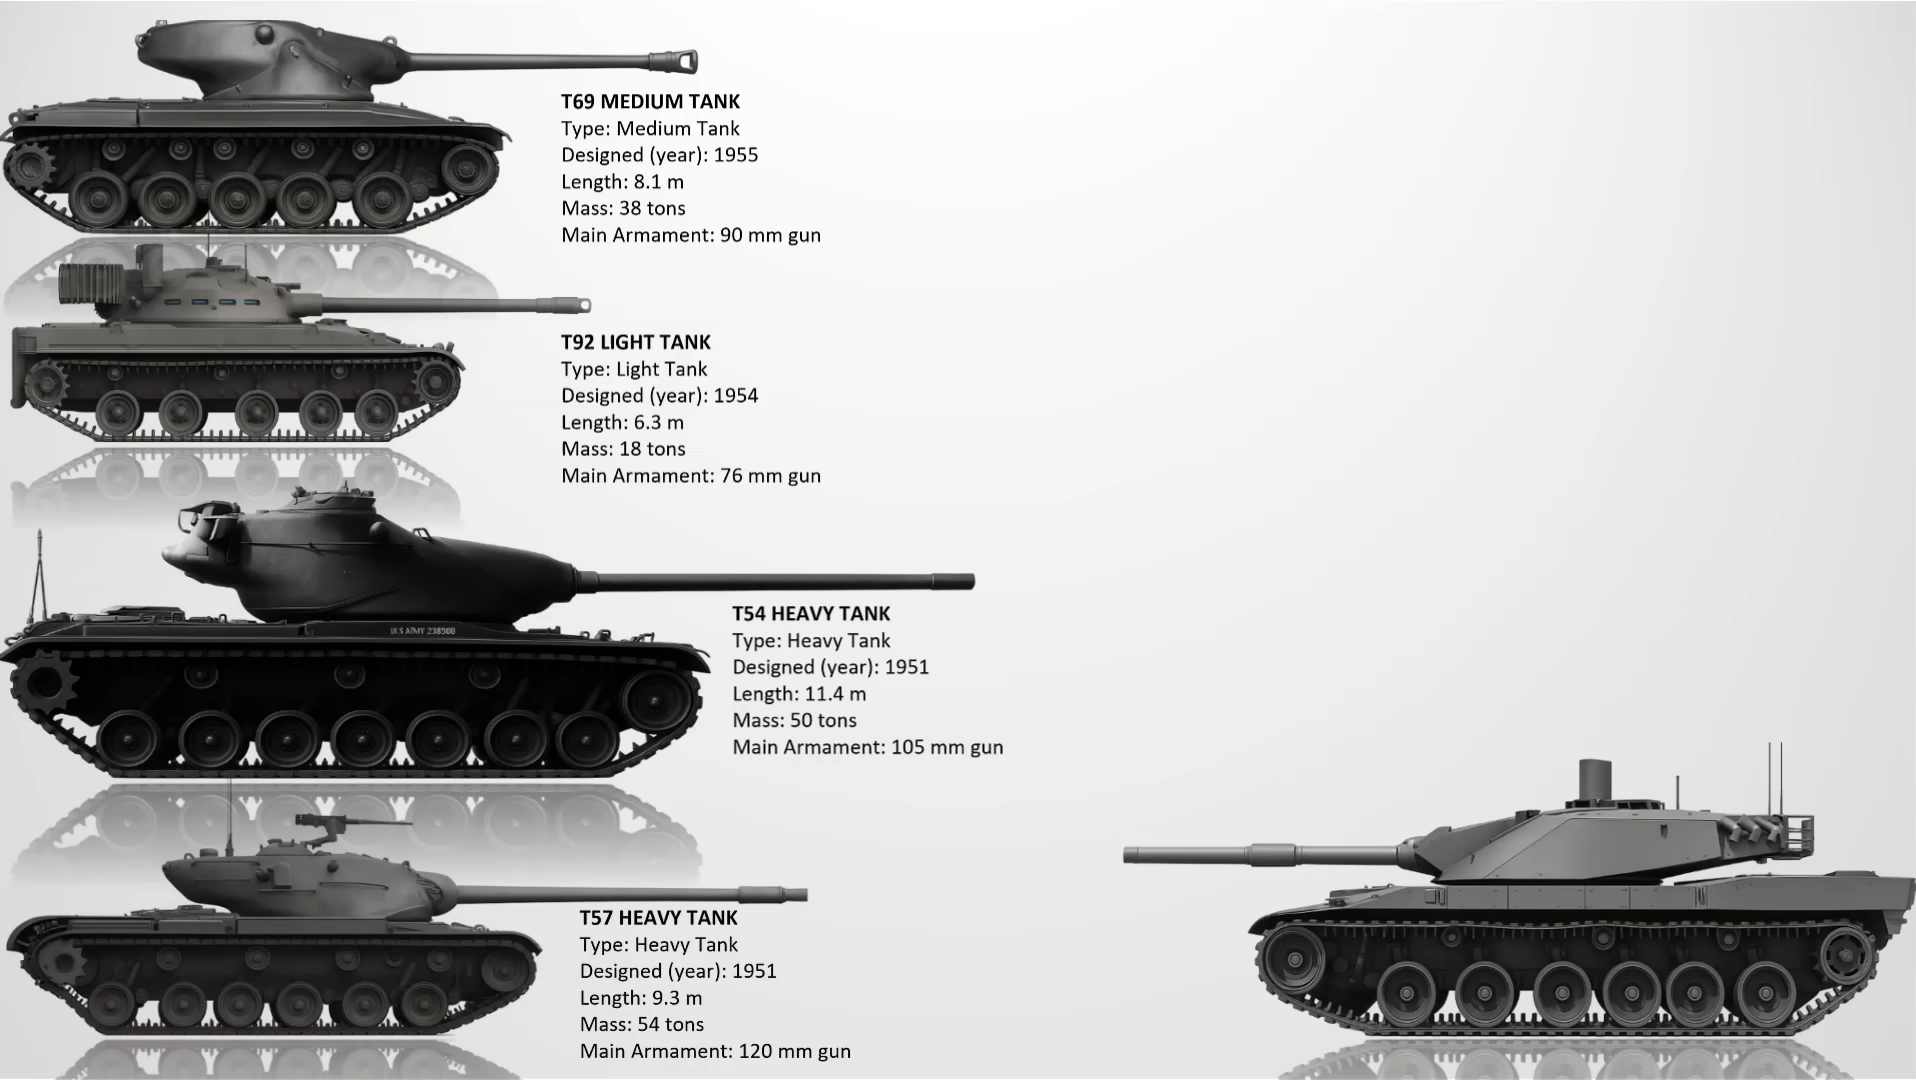 T69 MEDIUM TANK
Type: Medium Tank
Designed (year): 1955
Length: 8.1 m
Mass: 38 tons
Main Armament: 90 mm gun
T92 LIGHT TANK
Type: Light Tank
Designed (year): 1954
Length: 6.3 m
Mass: 18 tons
Main Armament: 76 mm gun
T54 HEAVY TANK
Type: Heavy Tank
Designed (year): 1951
Length: 11.4 m
Mass: 50 tons
Main Armament: 105 mm gun
T57 HEAVY TANK
Type: Heavy Tank
Designed (year): 1951
Length: 9.3 m
Mass: 54 tons
Main Armament: 120 mm gun